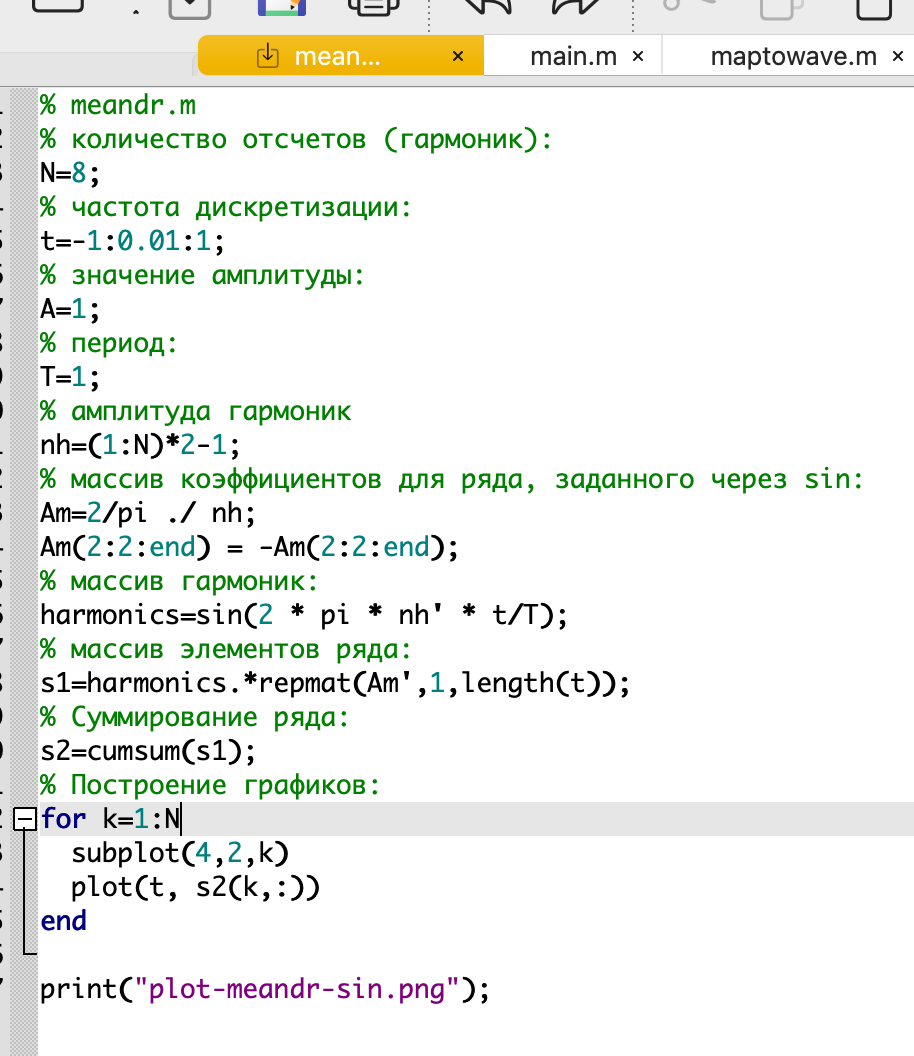 mean... × main.m × maptowave.m ×
% meandr.m
% количество отсчетов (гармоник):
N=8;
% частота дискретизации:
t=-1:0.01:1;
% значение амплитуды:
A=1;
% период:
T=1;
% амплитуда гармоник
nh=(1:N)*2-1;
% массив коэффициентов для ряда, заданного через sin:
Am=2/pi ./ nh;
Am(2:2:end) = -Am(2:2:end);
% массив гармоник:
harmonics=sin(2 * pi * nh' * t/T);
% массив элементов ряда:
s1=harmonics.*repmat(Am',1,length(t));
% Суммирование ряда:
s2=cumsum(s1);
% Построение графиков:
for k=1:N
subplot(4,2,k)
plot(t, s2(k,:))
end
print("plot-meandr-sin.png");